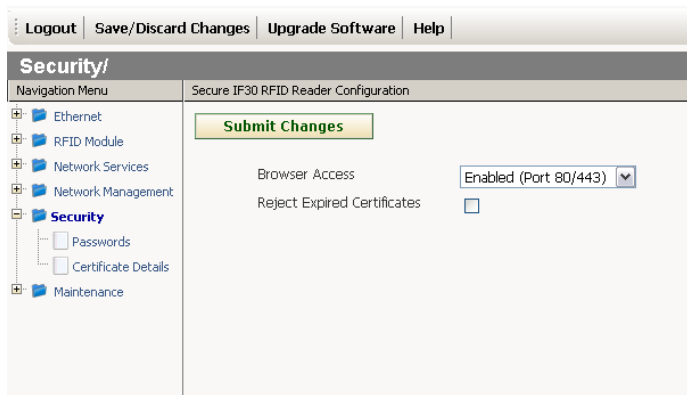 Logout | Save/Discard Changes | Upgrade Software | Help |
Security/
Navigation Menu
Secure IF30 RFID Reader Configuration
Ethernet
RFID Module
Network Services
Network Management
Security
Passwords
Certificate Details
Maintenance
Submit Changes
Browser Access
Enabled (Port 80/443)
Reject Expired Certificates